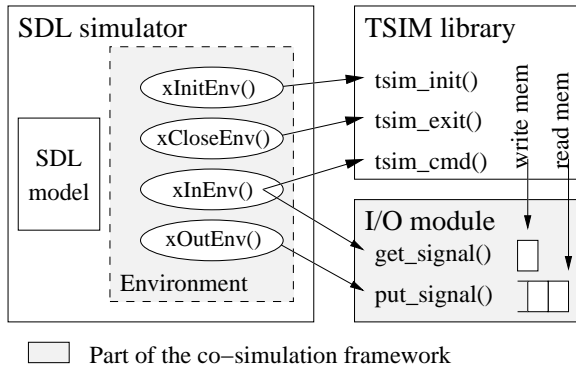 SDL simulator
xInitEnv()
xCloseEnv()
SDL
model
xInEnv()
xOutEnv()
Environment
TSIM library
tsim_init()
tsim_exit()
tsim_cmd()
write mem
read mem
I/O module
get_signal()
put_signal()
Part of the co−simulation framework